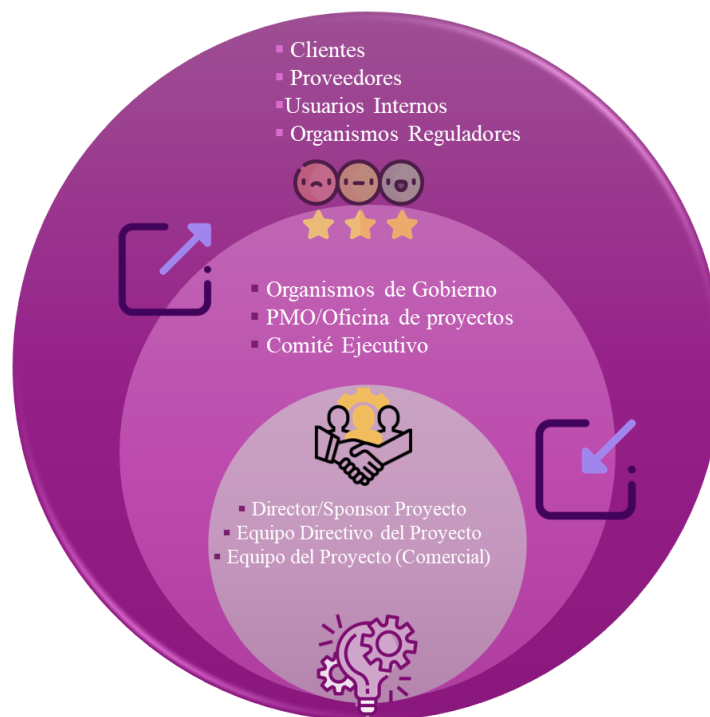 ▪ Clientes
▪ Proveedores
▪Usuarios Internos
▪ Organismos Reguladores
▪ Organismos de Gobierno
▪ PMO/Oficina de proyectos
▪ Comité Ejecutivo
▪ Director/Sponsor Proyecto
▪ Equipo Directivo del Proyecto
▪ Equipo del Proyecto (Comercial)